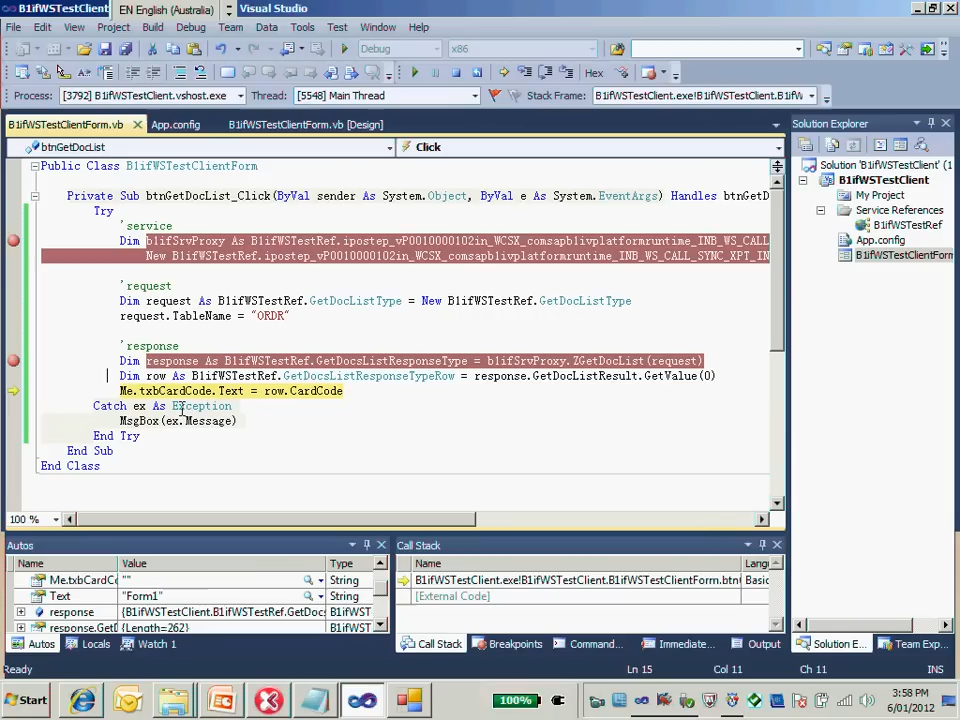 B1ifWSTestClient
EN English (Australia)
Visual Studio
File Edit View Project Build Debug Team Data Tools Test Window Help
Debug x86
Hex
Process: [3792] B1ifWSTestClient.vshost.exe Thread: [5548] Main Thread Stack Frame: B1ifWSTestClient.exe!B1ifWSTestClient.B1ifW
B1ifWSTestClientForm.vb App.config B1ifWSTestClientForm.vb [Design]
btnGetDocList Click
Public Class B1ifWSTestClientForm
Private Sub btnGetDocList_Click(ByVal sender As System.Object, ByVal e As System.EventArgs) Handles btnGetD
Try
'service
Dim b1ifSrvProxy As B1ifWSTestRef.ipostep_vP0010000102in_WCSX_comsapb1ivplatformruntime_INB_WS_CALL
New B1ifWSTestRef.ipostep_vP0010000102in_WCSX_comsapb1ivplatformruntime_INB_WS_CALL_SYNC_XPT_IN
'request
Dim request As B1ifWSTestRef.GetDocListType = New B1ifWSTestRef.GetDocListType
request.TableName = "ORDR"
'response
Dim response As B1ifWSTestRef.GetDocsListResponseType = b1ifSrvProxy.ZGetDocList(request)
Dim row As B1ifWSTestRef.GetDocsListResponseTypeRow = response.GetDocListResult.GetValue(0)
Me.txbCardCode.Text = row.CardCode
Catch ex As Exception
MsgBox(ex.Message)
End Try
End Sub
End Class
100 %
Solution Explorer
Solution 'B1ifWSTestClient' (1
B1ifWSTestClient
My Project
Service References
B1ifWSTestRef
App.config
B1ifWSTestClientForm
Autos
Name Value Type
Me.txbCardCo "" String
Text "Form1" String
response {B1ifWSTestClient.B1ifWSTestRef.GetDoc B1ifWST
response.GetD {Length=262} B1ifWST
Autos Locals Watch 1
Call Stack
Name Langu
B1ifWSTestClient.exe!B1ifWSTestClient.B1ifWSTestClientForm.btn Basic
[External Code]
Call Stack Breakpoints Command... Immediate... Output
Solution E... Team Exp...
Ready Ln 15 Col 11 Ch 11 INS
Start
100%
3:58 PM
6/01/2012